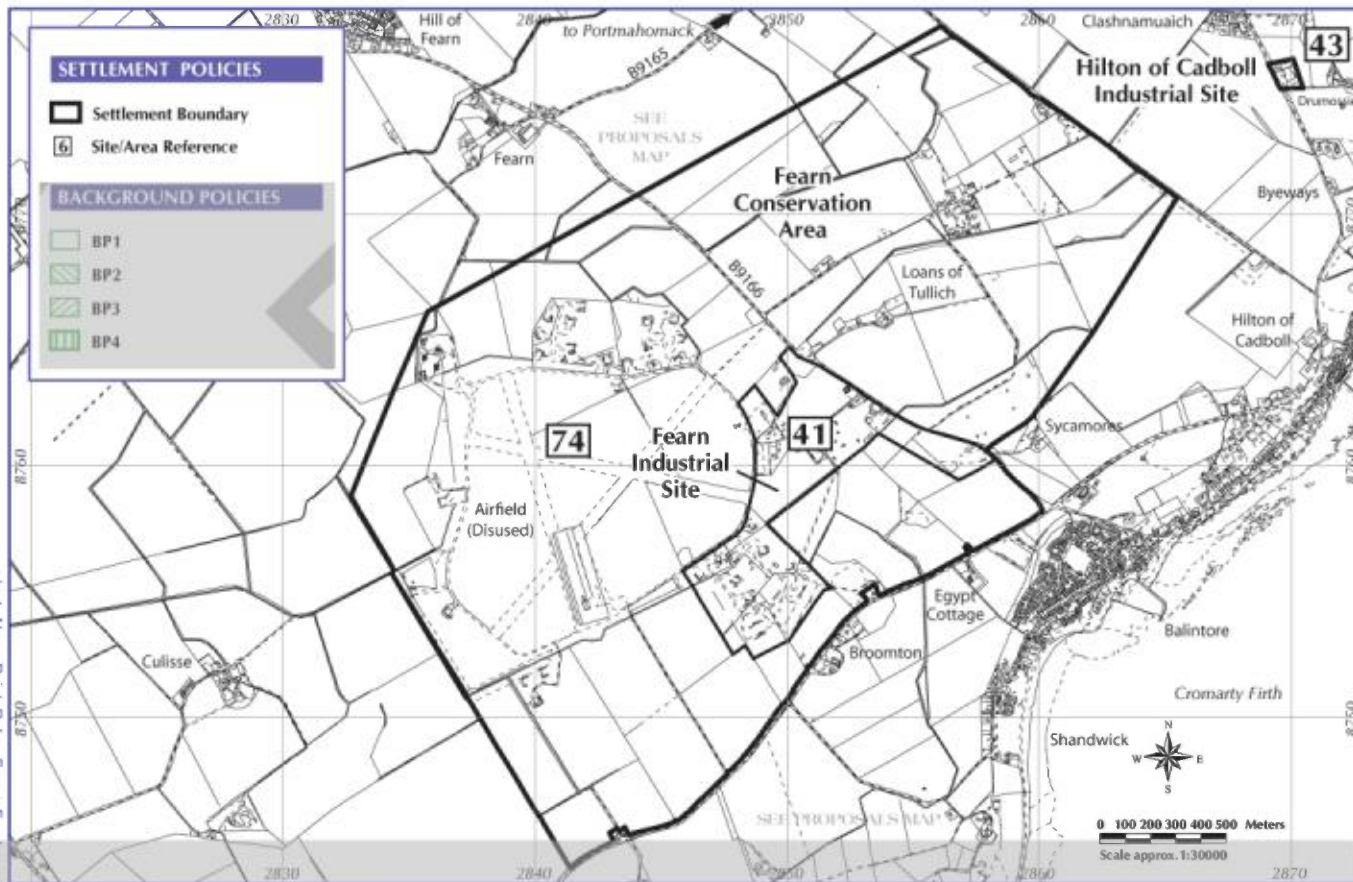 2830
2840
2850
2860
2870
SETTLEMENT POLICIES
Settlement Boundary
6 Site/Area Reference
BACKGROUND POLICIES
BP1
BP2
BP3
BP4
Hill of
Fearn
to Portmahomack
B9165
Clashnamuaich
43
Hilton of Cadboll
Industrial Site
SEE
PROPOSALS
MAP
Fearn
Fearn
Conservation
Area
Byeways
8770
8770
B9166
Loans of
Tullich
Hilton of
Cadboll
74
Fearn
Industrial
Site
41
Sycamores
8760
8760
Airfield
(Disused)
Egypt
Cottage
Balintore
Culisse
Broomton
Cromarty Firth
8750
8750
Shandwick
N
W E
S
SEE PROPOSALS MAP
0 100 200 300 400 500 Meters
Scale approx. 1:30000
2830
2840
2850
2860
2870